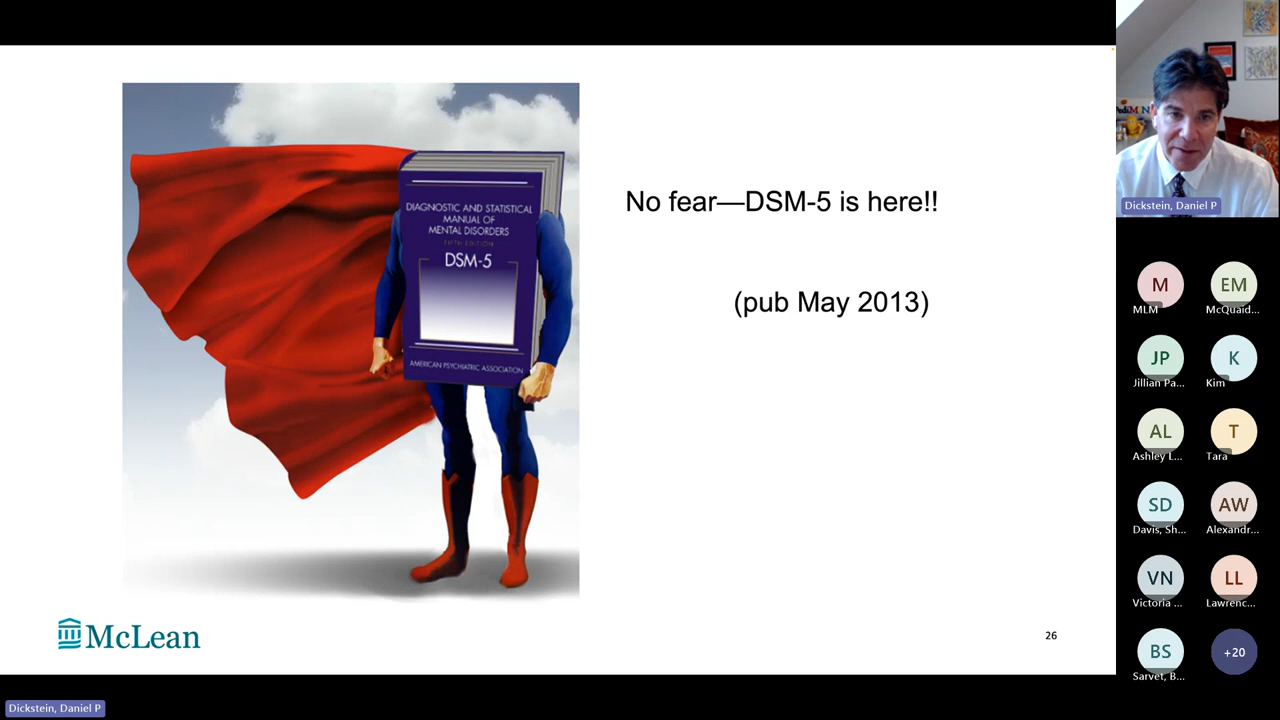 DIAGNOSTIC AND STATISTICAL
MANUAL OF
MENTAL DISORDERS
FIFTH EDITION
DSM-5
AMERICAN PSYCHIATRIC ASSOCIATION
No fear—DSM-5 is here!!
(pub May 2013)
McLean
26
Dickstein, Daniel P
M
MLM
EM
McQuaid...
JP
Jillian Pa...
K
Kim
AL
Ashley L...
T
Tara
SD
Davis, Sh...
AW
Alexandr...
VN
Victoria ...
LL
Lawrenc...
BS
Sarvet, B...
+20
Dickstein, Daniel P